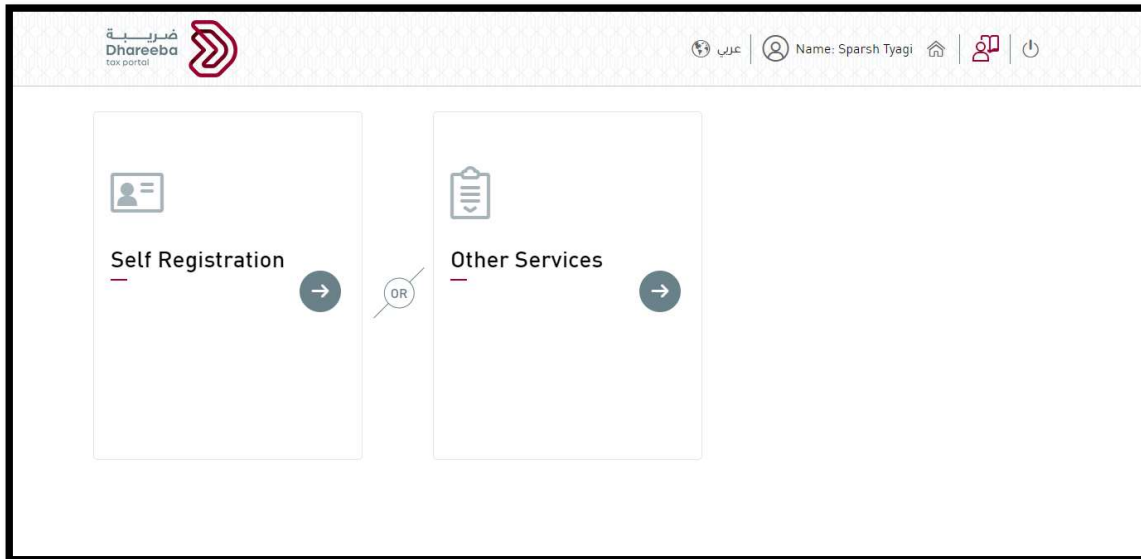 ضريبة
Dhareeba
tax portal
عربي
Name: Sparsh Tyagi
Self Registration
OR
Other Services